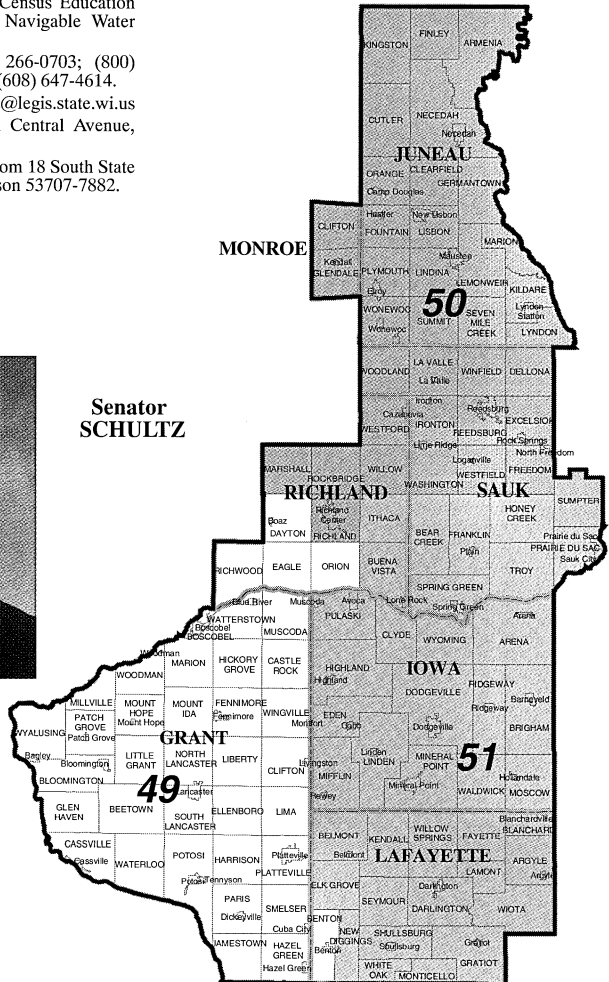 Census Education
Navigable Water
266-0703; (800)
(608) 647-4614.
@legis.state.wi.us
Central Avenue,
om 18 South State
son 53707-7882.
Senator
SCHULTZ
KINGSTON
FINLEY
ARMENIA
CUTLER
NECEDAH
Necedah
JUNEAU
ORANGE
CLEARFIELD
GERMANTOWN
Camp Douglas
Hustler
New Lisbon
CLIFTON
FOUNTAIN
LISBON
MARION
MONROE
Kendall
GLENDALE
PLYMOUTH
LINDINA
Mauston
LEMONWEIR
KILDARE
Elroy
50
WONEWOC
Wonewoc
SUMMIT
SEVEN
MILE
CREEK
Lyndon
Station
LYNDON
WOODLAND
LA VALLE
La Valle
WINFIELD
DELLONA
Ironton
Cazenovia
Reedsburg
WESTFORD
IRONTON
REEDSBURG
EXCELSIOR
Lime Ridge
Rock Springs
North Freedom
Loganville
MARSHALL
ROCKBRIDGE
WILLOW
WASHINGTON
WESTFIELD
FREEDOM
RICHLAND
SAUK
Richland
Center
RICHLAND
Boaz
DAYTON
ITHACA
BEAR
CREEK
FRANKLIN
Plain
HONEY
CREEK
SUMPTER
Prairie du Sac
PRAIRIE DU SAC
Sauk City
TROY
RICHWOOD
EAGLE
ORION
BUENA
VISTA
SPRING GREEN
Blue River
Muscoda
Avoca
Lone Rock
Spring Green
Arena
WATTERSTOWN
Boscobel
BOSCOBEL
MUSCODA
PULASKI
CLYDE
WYOMING
ARENA
Woodman
WOODMAN
MARION
HICKORY
GROVE
CASTLE
ROCK
HIGHLAND
Highland
IOWA
DODGEVILLE
RIDGEWAY
Ridgeway
Barneveld
MILLVILLE
MOUNT
HOPE
Mount Hope
MOUNT
IDA
FENNIMORE
Fennimore
WINGVILLE
Montfort
EDEN
Cobb
Dodgeville
BRIGHAM
WYALUSING
PATCH
GROVE
Patch Grove
GRANT
Bagley
Bloomington
LITTLE
GRANT
NORTH
LANCASTER
LIBERTY
CLIFTON
Livingston
MIFFLIN
Linden
LINDEN
MINERAL
POINT
Mineral Point
51
WALDWICK
Hollandale
MOSCOW
BLOOMINGTON
49
Lancaster
Rewey
GLEN
HAVEN
BEETOWN
SOUTH
LANCASTER
ELLENBORO
LIMA
BELMONT
Belmont
KENDALL
WILLOW
SPRINGS
FAYETTE
Blanchardville
BLANCHARD
CASSVILLE
Cassville
WATERLOO
POTOSI
Potosi
Tennyson
HARRISON
Platteville
PLATTEVILLE
LAFAYETTE
LAMONT
ARGYLE
Argyle
ELK GROVE
SEYMOUR
Darlington
DARLINGTON
WIOTA
PARIS
Dickeyville
SMELSER
Cuba City
BENTON
Benton
NEW
DIGGINGS
SHULLSBURG
Shullsburg
Gratiot
GRATIOT
JAMESTOWN
HAZEL
GREEN
Hazel Green
WHITE
OAK
MONTICELLO